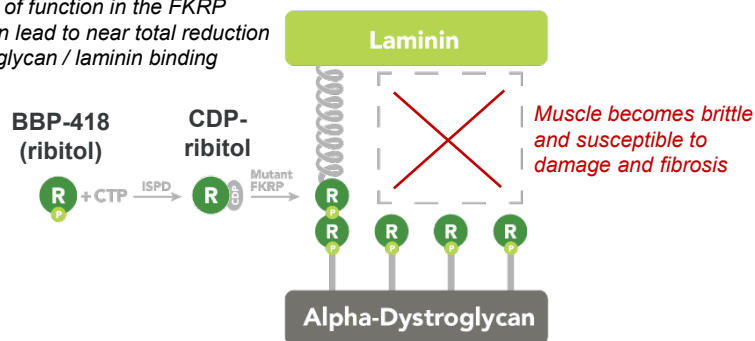 of function in the FKRP
n lead to near total reduction
glycan / laminin binding
Laminin
BBP-418
(ribitol)
CDP-
ribitol
Muscle becomes brittle
and susceptible to
damage and fibrosis
R
P
+ CTP
ISPD
R
CDP
Mutant
FKRP
R
P
R
P
R
P
R
P
R
P
Alpha-Dystroglycan